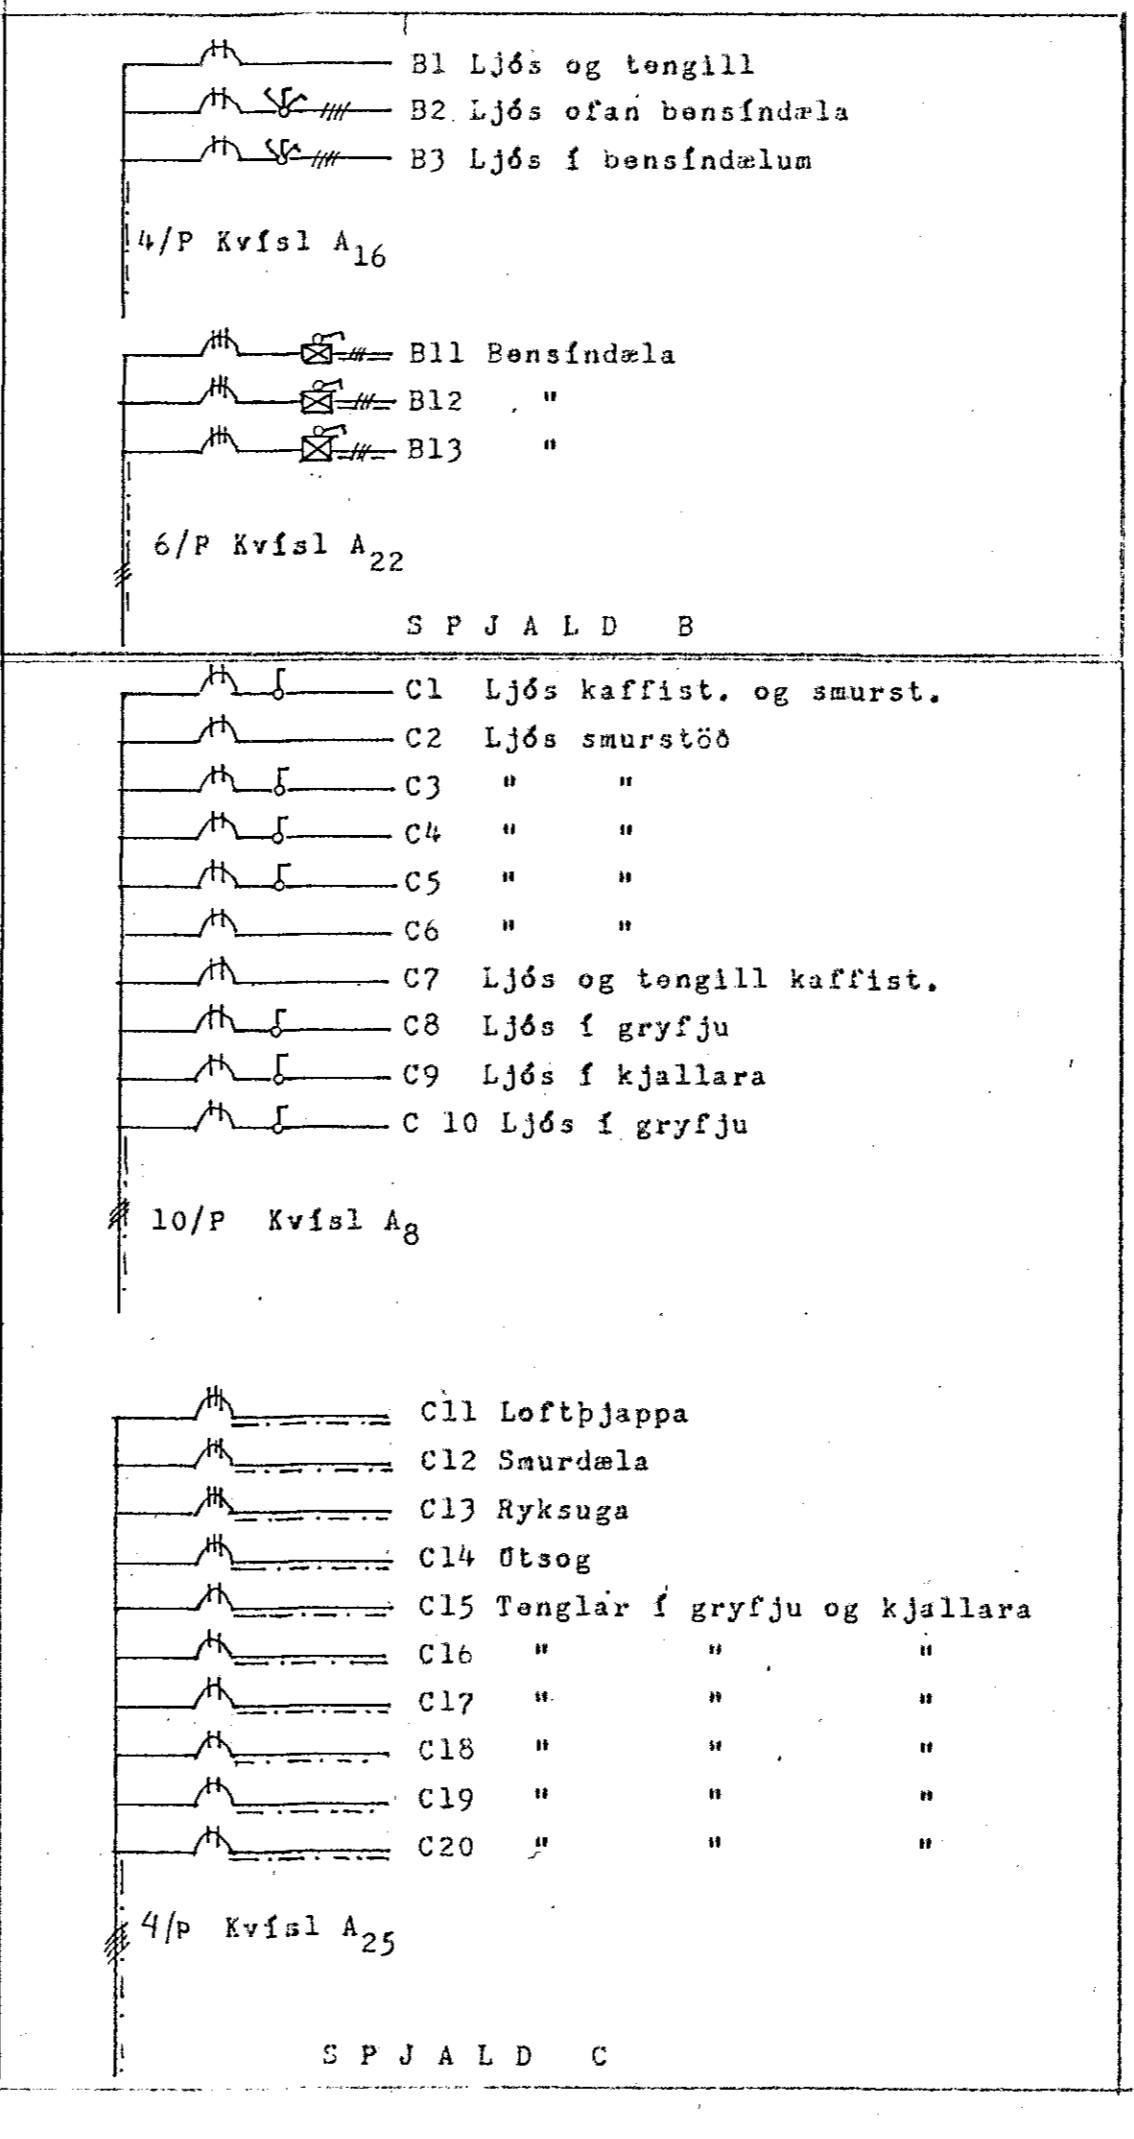 B1 Ljós og tengill
B2 Ljós ofan bensíndæla
B3 Ljós í bensíndælum
4/P Kvísl A16
B11 Bensíndæla
B12 "
B13 "
6/P Kvísl A22
SPJALD B
C1 Ljós kaffist. og smurst.
C2 Ljós smurstöð
C3 " "
C4 " "
C5 " "
C6 " "
C7 Ljós og tengill kaffist.
C8 Ljós í gryfju
C9 Ljós í kjallara
C 10 Ljós í gryfju
10/P Kvísl A8
C11 Loftþjappa
C12 Smurdæla
C13 Ryksuga
C14 Útsog
C15 Tenglar í gryfju og kjallara
C16 " " "
C17 " " "
C18 " " "
C19 " " "
C20 " " "
4/P Kvísl A25
SPJALD C